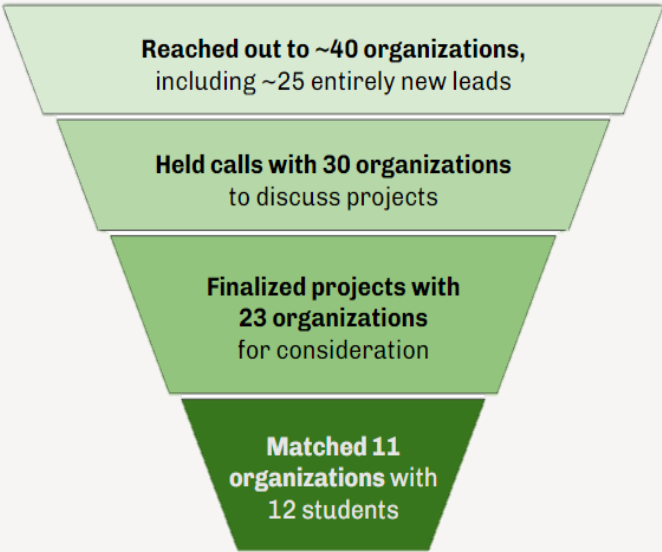 Reached out to ~40 organizations,
including ~25 entirely new leads
Held calls with 30 organizations
to discuss projects
Finalized projects with
23 organizations
for consideration
Matched 11
organizations with
12 students